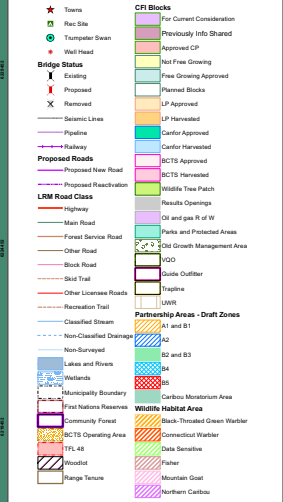 Towns
Rec Site
Trumpeter Swan
Well Head
Bridge Status
Existing
Proposed
Removed
Seismic Lines
Pipeline
Railway
Proposed Roads
Proposed New Road
Proposed Reactivation
LRM Road Class
Highway
Main Road
Forest Service Road
Other Road
Block Road
Skid Trail
Other Licensee Roads
Recreation Trail
Classified Stream
Non-Classified Drainage
Non-Surveyed
Lakes and Rivers
Wetlands
Municipality Boundary
First Nations Reserves
Community Forest
BCTS Operating Area
TFL 48
Woodlot
Range Tenure
CFI Blocks
For Current Consideration
Previously Info Shared
Approved CP
Not Free Growing
Free Growing Approved
Planned Blocks
LP Approved
LP Harvested
Canfor Approved
Canfor Harvested
BCTS Approved
BCTS Harvested
Wildlife Tree Patch
Results Openings
Oil and gas R of W
Parks and Protected Areas
Old Growth Management Area
VQO
Guide Outfitter
Trapline
UWR
Partnership Areas - Draft Zones
A1 and B1
A2
B2 and B3
B4
B5
Caribou Moratorium Area
Wildlife Habitat Area
Black-Throated Green Warbler
Connecticut Warbler
Data Sensitive
Fisher
Mountain Goat
Northern Caribou